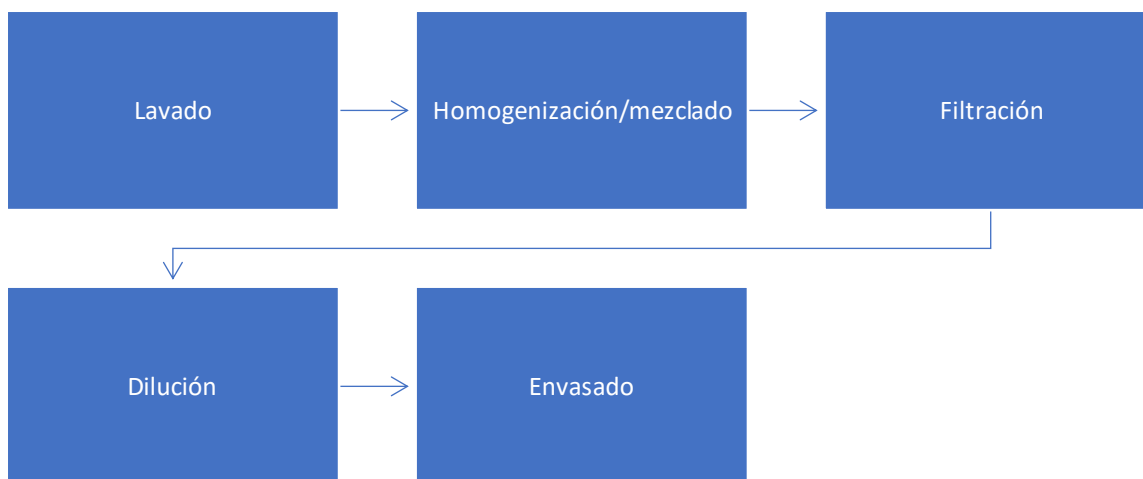 Lavado
Homogenización/mezclado
Filtración
Dilución
Envasado